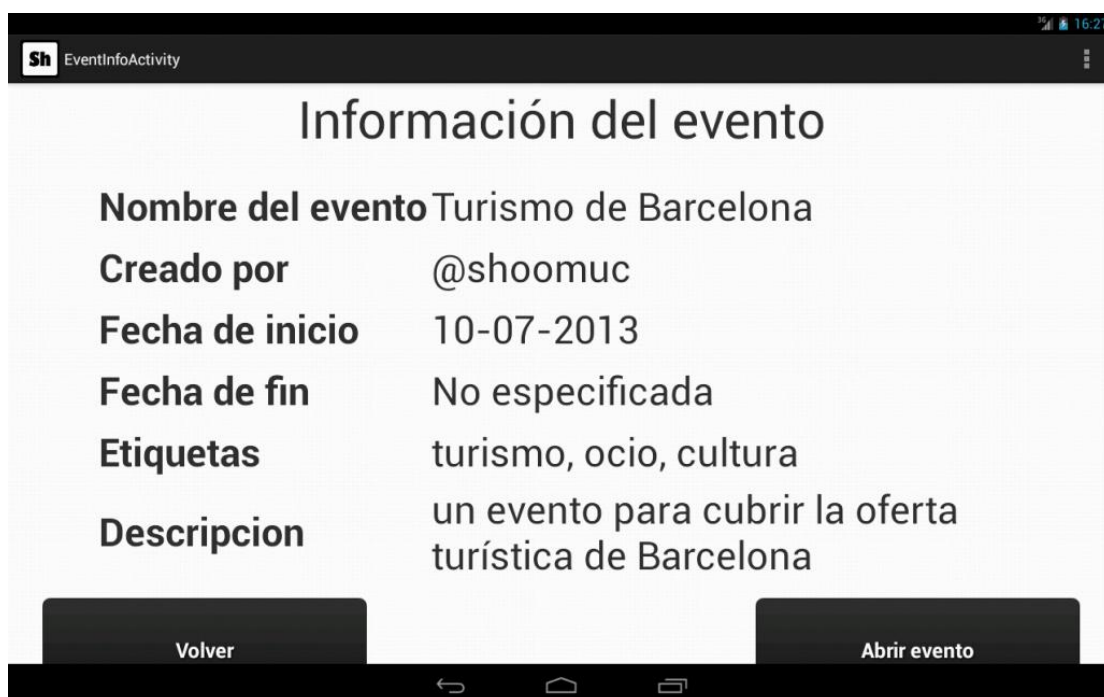 3G 16:27
Sh EventInfoActivity
Información del evento
Nombre del evento Turismo de Barcelona
Creado por @shoomuc
Fecha de inicio 10-07-2013
Fecha de fin No especificada
Etiquetas turismo, ocio, cultura
Descripcion un evento para cubrir la oferta
turística de Barcelona
Volver Abrir evento